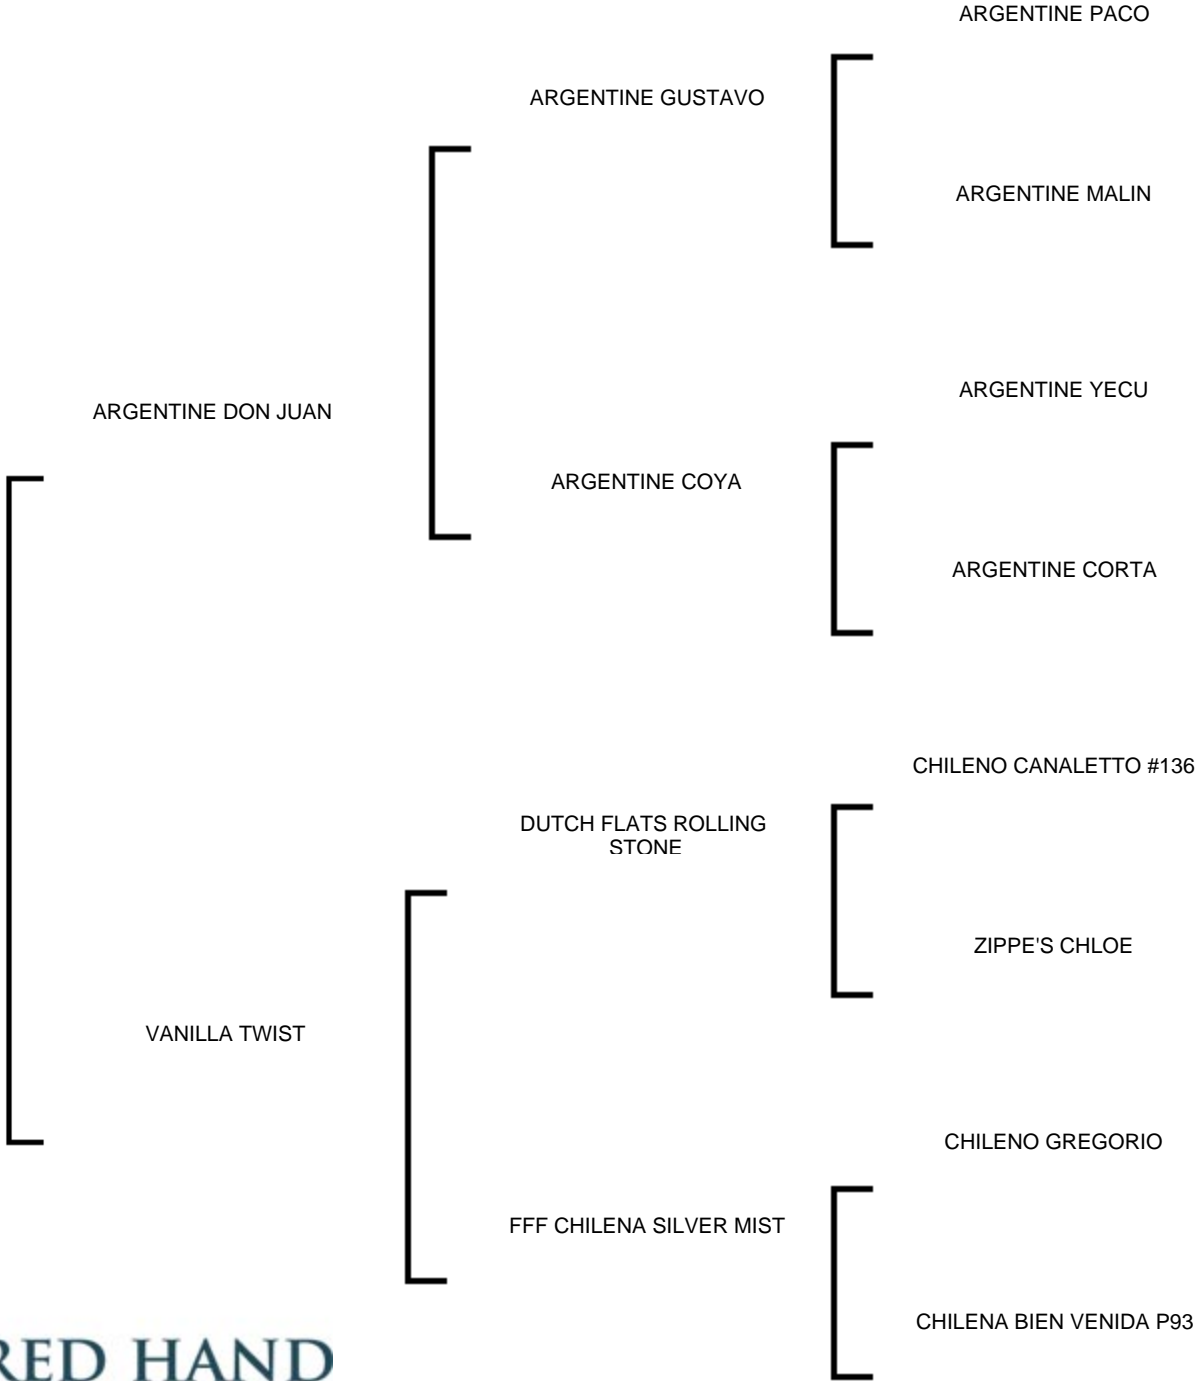 ARGENTINE PACO
ARGENTINE GUSTAVO
ARGENTINE MALIN
ARGENTINE YECU
ARGENTINE DON JUAN
ARGENTINE COYA
ARGENTINE CORTA
CHILENO CANALETTO #136
DUTCH FLATS ROLLING
STONE
ZIPPE'S CHLOE
VANILLA TWIST
CHILENO GREGORIO
FFF CHILENA SILVER MIST
CHILENA BIEN VENIDA P93
RED HAND